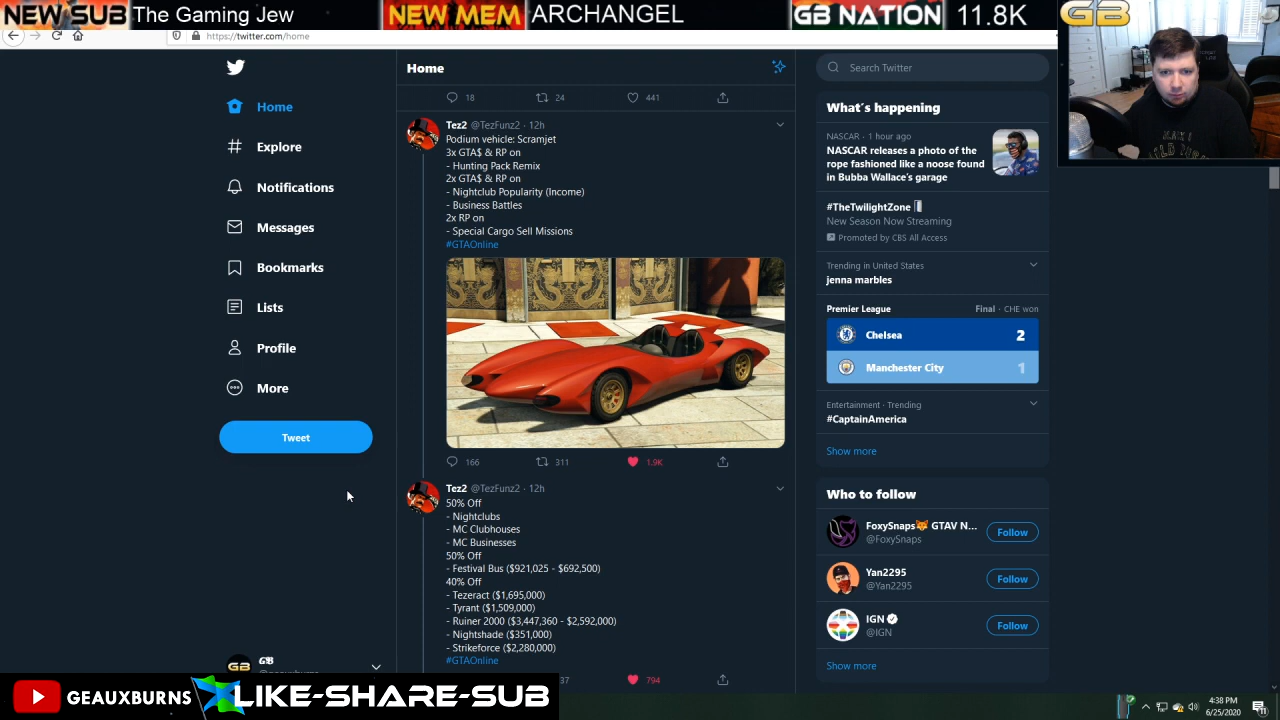 NEW SUB The Gaming Jew
NEW MEM ARCHANGEL
GB NATION 11.8K
GB
https://twitter.com/home
Home
Explore
Notifications
Messages
Bookmarks
Lists
Profile
More
Tweet
GB
Home
18 24 441
Tez2 @TezFunz2 · 12h
Podium vehicle: Scramjet
3x GTA$ & RP on
- Hunting Pack Remix
2x GTA$ & RP on
- Nightclub Popularity (Income)
- Business Battles
2x RP on
- Special Cargo Sell Missions
#GTAOnline
166 311 1.9K
Tez2 @TezFunz2 · 12h
50% Off
- Nightclubs
- MC Clubhouses
- MC Businesses
50% Off
- Festival Bus ($921,025 - $692,500)
40% Off
- Tezeract ($1,695,000)
- Tyrant ($1,509,000)
- Ruiner 2000 ($3,447,360 - $2,592,000)
- Nightshade ($351,000)
- Strikeforce ($2,280,000)
#GTAOnline
37 794
Search Twitter
What's happening
NASCAR · 1 hour ago
NASCAR releases a photo of the
rope fashioned like a noose found
in Bubba Wallace's garage
#TheTwilightZone
New Season Now Streaming
Promoted by CBS All Access
Trending in United States
jenna marbles
Premier League Final · CHE won
Chelsea 2
Manchester City 1
Entertainment · Trending
#CaptainAmerica
Show more
Who to follow
FoxySnaps GTAV N...
@FoxySnaps
Follow
Yan2295
@Yan2295
Follow
IGN
@IGN
Follow
Show more
GEAUXBURNS LIKE-SHARE-SUB
4:38 PM
6/25/2020